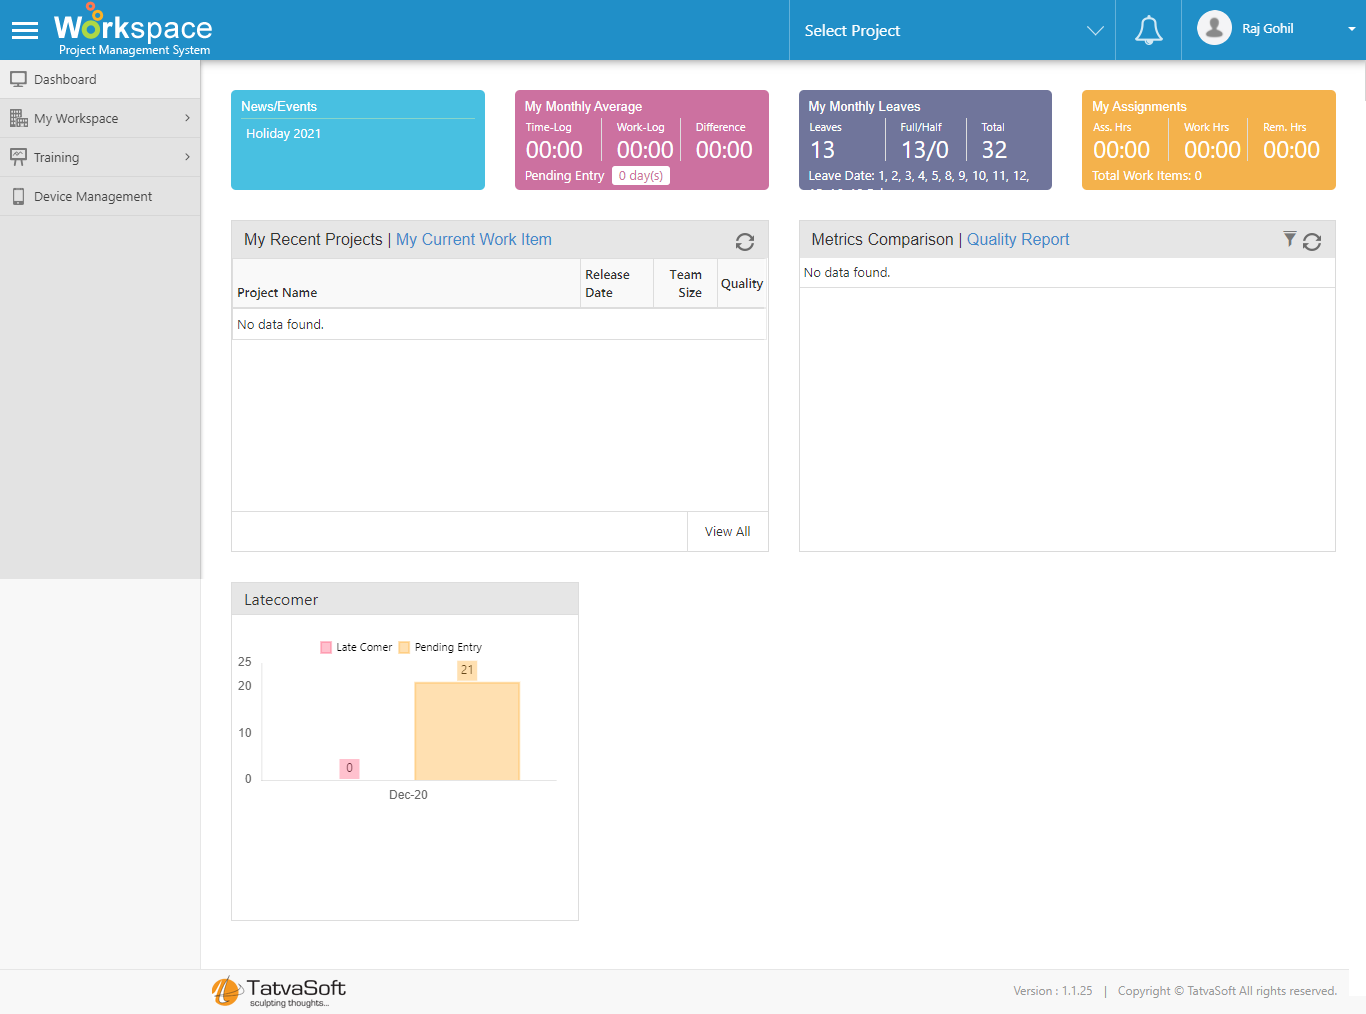 Workspace
Project Management System
Select Project
Raj Gohil
Dashboard
My Workspace
Training
Device Management
News/Events
Holiday 2021
My Monthly Average
Time-Log Work-Log Difference
00:00 00:00 00:00
Pending Entry 0 day(s)
My Monthly Leaves
Leaves Full/Half Total
13 13/0 32
Leave Date: 1, 2, 3, 4, 5, 8, 9, 10, 11, 12,
My Assignments
Ass. Hrs Work Hrs Rem. Hrs
00:00 00:00 00:00
Total Work Items: 0
My Recent Projects | My Current Work Item
Project Name Release Date Team Size Quality
No data found.
View All
Metrics Comparison | Quality Report
No data found.
Latecomer
Late Comer Pending Entry
25
21
20
10
0
0
Dec-20
TatvaSoft
sculpting thoughts...
Version : 1.1.25 | Copyright © TatvaSoft All rights reserved.